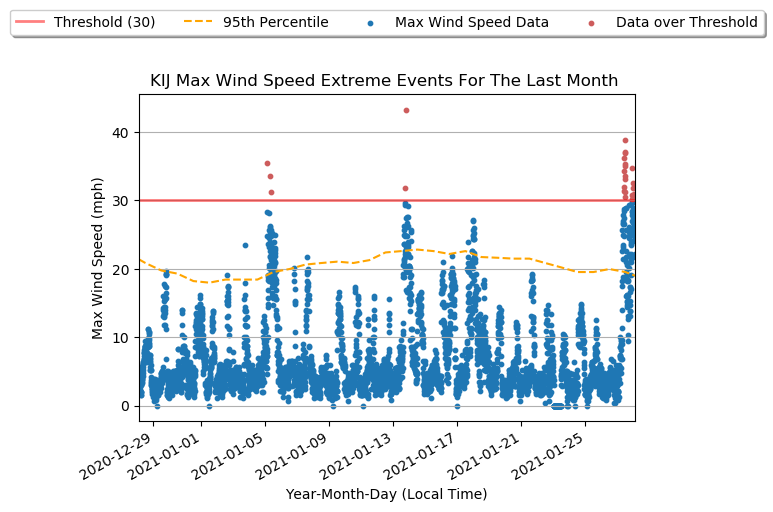 Threshold (30) 95th Percentile Max Wind Speed Data Data over Threshold
KIJ Max Wind Speed Extreme Events For The Last Month
Max Wind Speed (mph)
40
30
20
10
0
2020-12-29 2021-01-01 2021-01-05 2021-01-09 2021-01-13 2021-01-17 2021-01-21 2021-01-25
Year-Month-Day (Local Time)